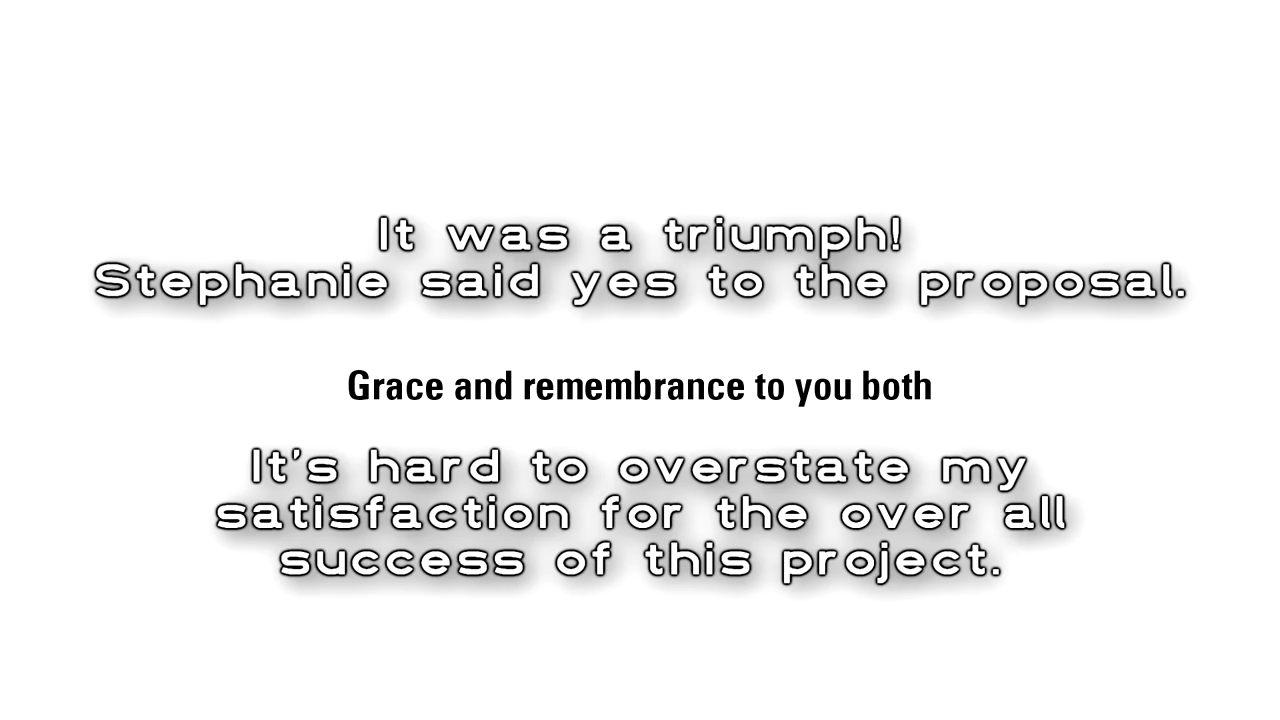 It was a triumph!
Stephanie said yes to the proposal.
Grace and remembrance to you both
It's hard to overstate my
satisfaction for the over all
success of this project.